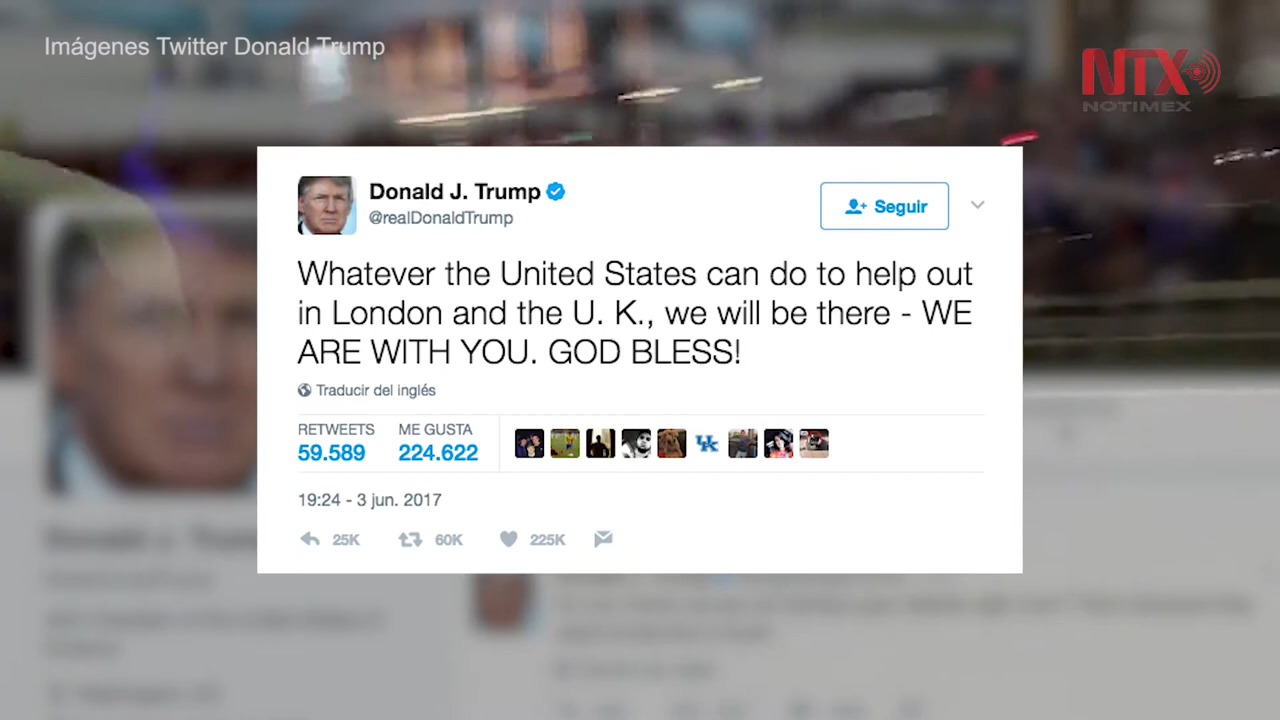 Imágenes Twitter Donald Trump
NTX
NOTIMEX
Donald J. Trump
@realDonaldTrump
Seguir
Whatever the United States can do to help out
in London and the U. K., we will be there - WE
ARE WITH YOU. GOD BLESS!
Traducir del inglés
RETWEETS ME GUSTA
59.589 224.622
UK
19:24 - 3 jun. 2017
25K 60K 225K